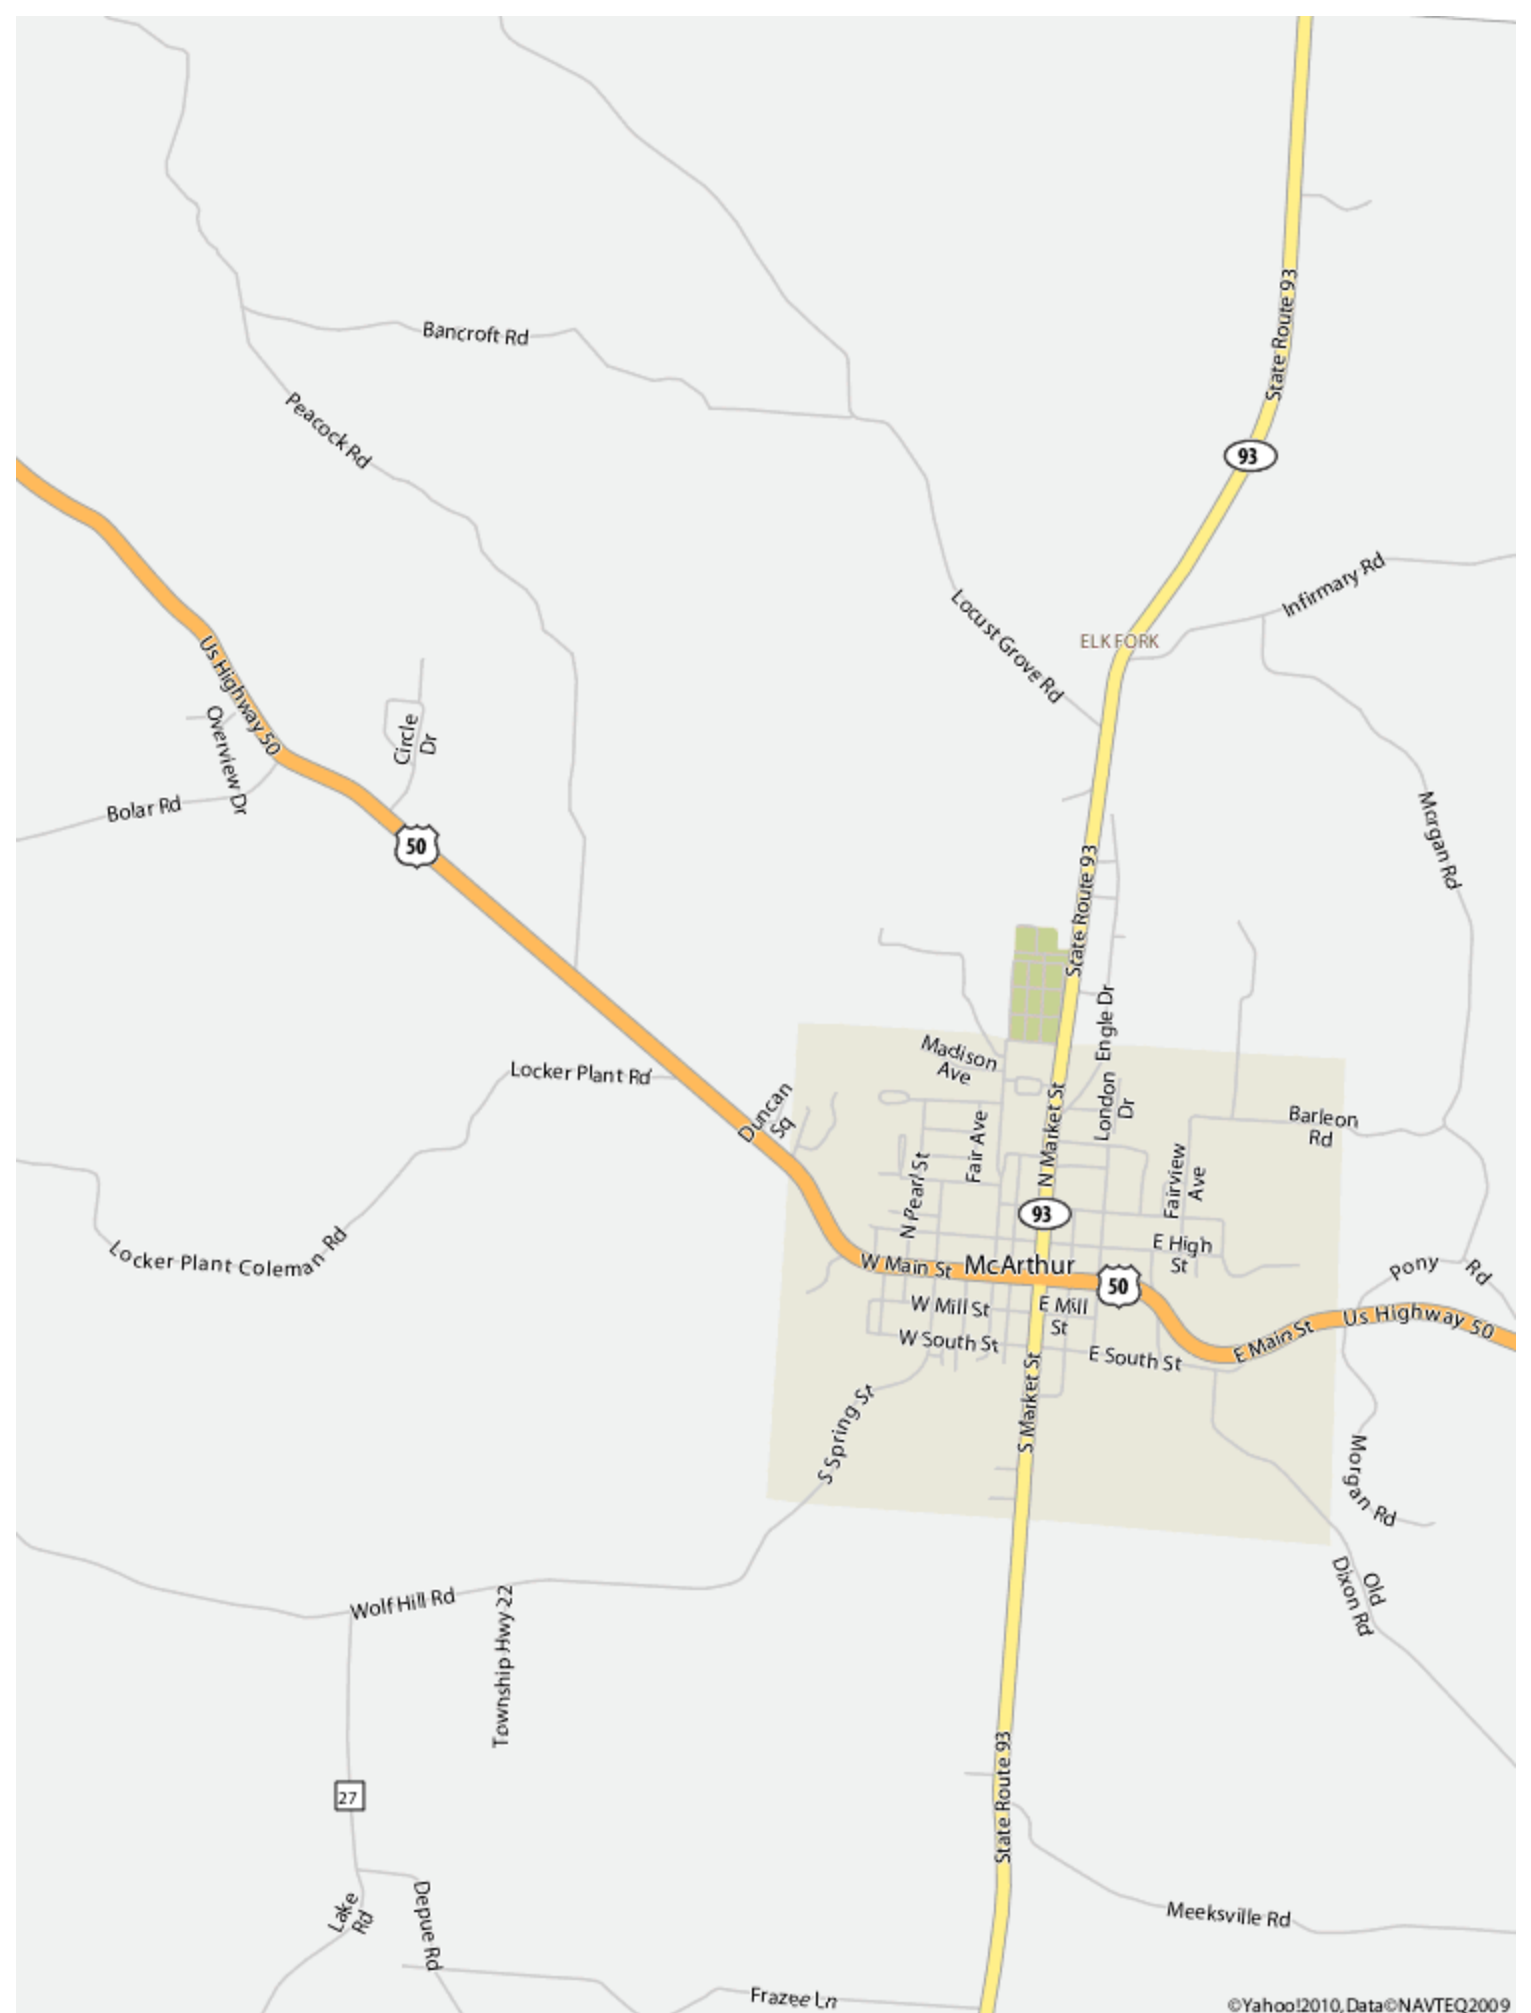 State Route 93
Bancroft Rd
Peacock Rd
93
Infirmary Rd
Locust Grove Rd
ELK FORK
Us Highway 50
Overview Dr
Circle
Dr
Bolar Rd
50
Morgan Rd
State Route 93
Engle Dr
Madison
Ave
Locker Plant Rd
Duncan
Sq
London
Dr
N Market St
Fair Ave
Barleon
Rd
Fairview
Ave
N Pearl St
93
Locker Plant Coleman Rd
E High
St
W Main St
McArthur
50
Pony Rd
W Mill St
E Mill
St
Us Highway 50
E Main St
W South St
E South St
S Market St
S Spring St
Morgan Rd
Old
Dixon Rd
Wolf Hill Rd
Township Hwy 22
State Route 93
27
Lake
Rd
Depue Rd
Meeksville Rd
Frazee Ln
©Yahoo!2010,Data©NAVTEQ2009